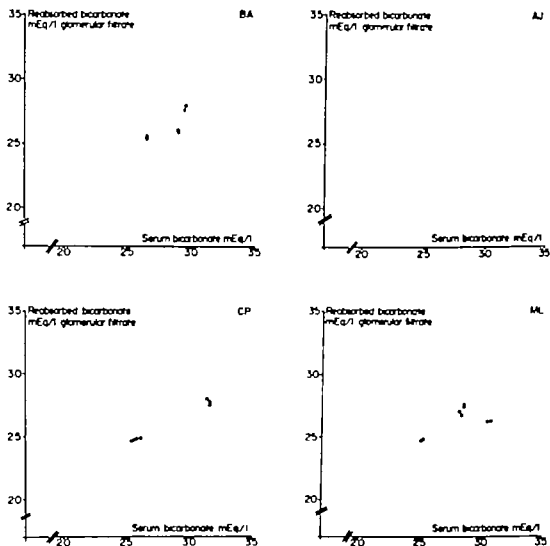 35 Reabsorbed bicarbonate BA
mEq/l glomerular filtrate
30
25
20
Serum bicarbonate mEq/l
20 25 30 35
35 Reabsorbed bicarbonate AJ
mEq/l glomerular filtrate
30
25
20
Serum bicarbonate mEq/l
20 25 30 35
35 Reabsorbed bicarbonate CP
mEq/l glomerular filtrate
30
25
20
Serum bicarbonate mEq/l
20 25 30 35
35 Reabsorbed bicarbonate ML
mEq/l glomerular filtrate
30
25
20
Serum bicarbonate mEq/l
20 25 30 35